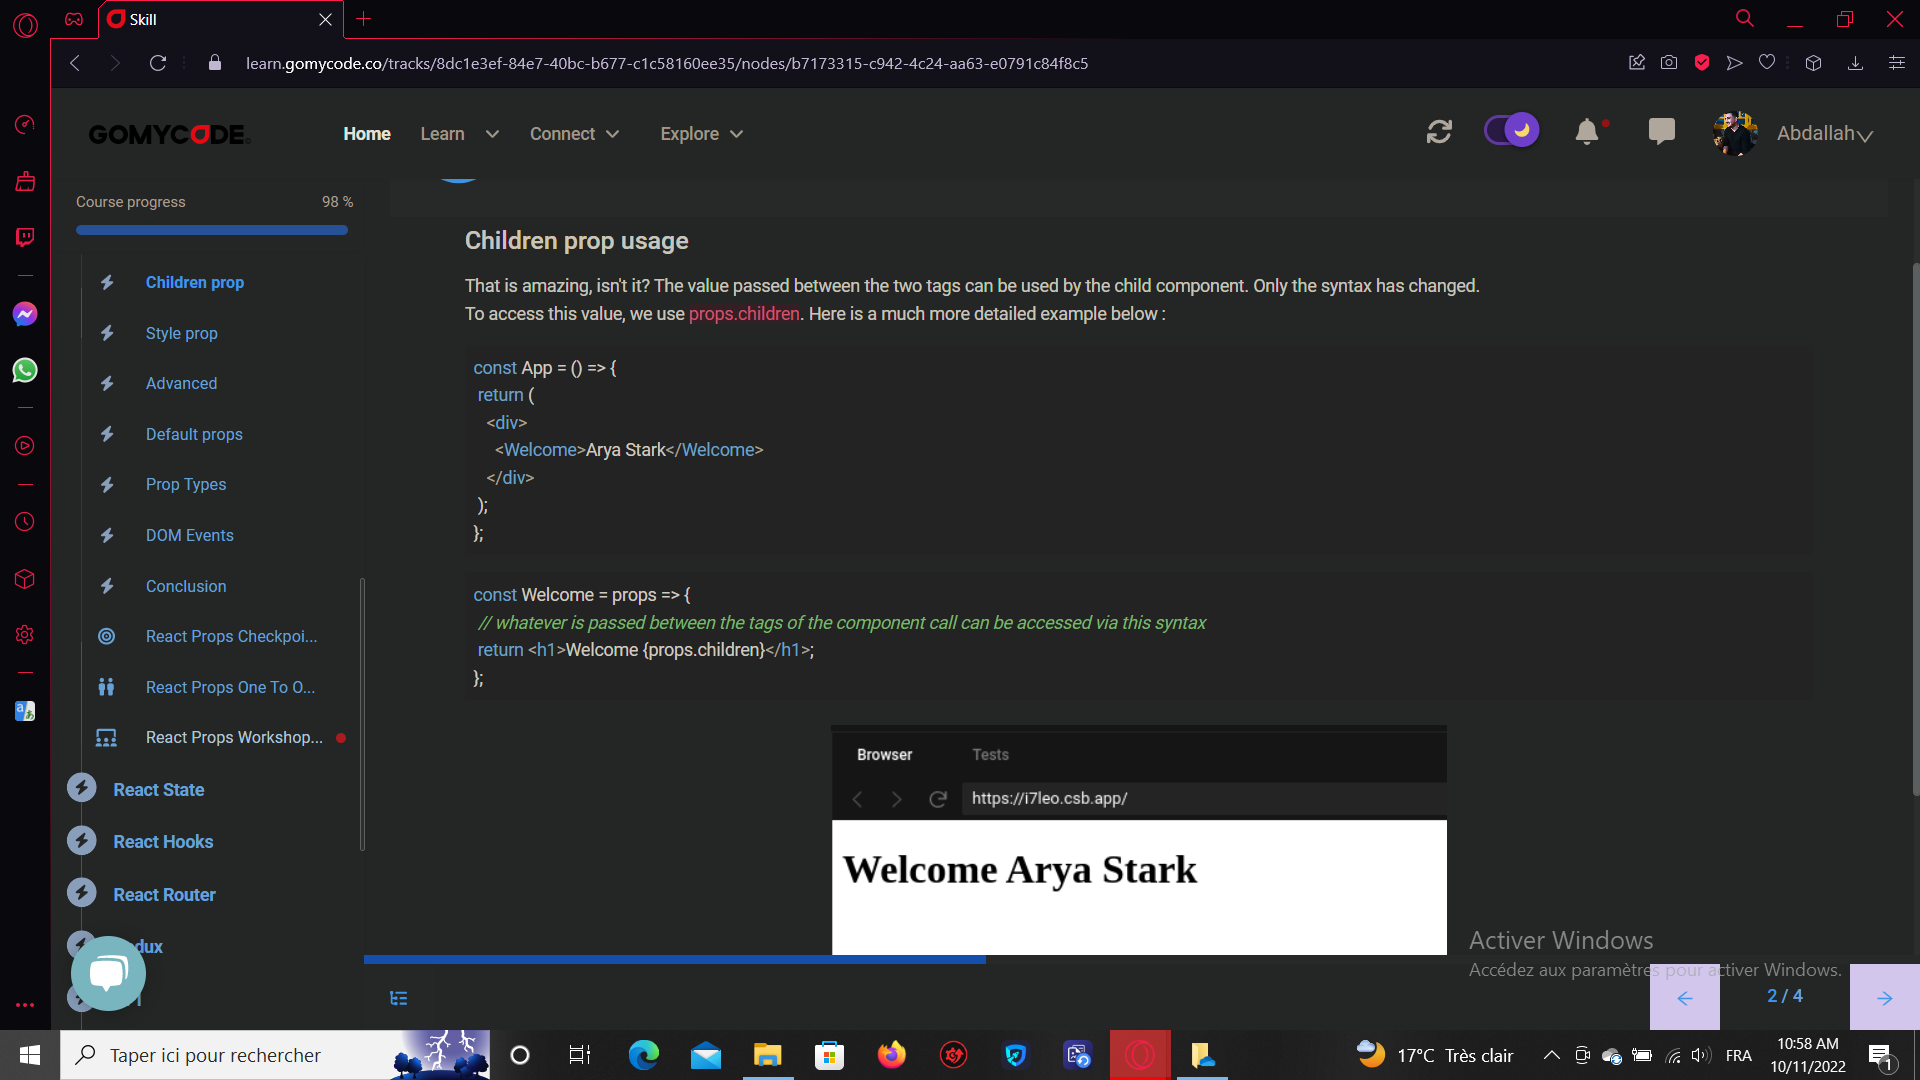 Skill
learn.gomycode.co/tracks/8dc1e3ef-84e7-40bc-b677-c1c58160ee35/nodes/b7173315-c942-4c24-aa63-e0791c84f8c5
GOMYCODE
Home
Learn
Connect
Explore
Abdallah
Course progress
98 %
Children prop
Style prop
Advanced
Default props
Prop Types
DOM Events
Conclusion
React Props Checkpoi...
React Props One To O...
React Props Workshop...
React State
React Hooks
React Router
dux
Children prop usage
That is amazing, isn't it? The value passed between the two tags can be used by the child component. Only the syntax has changed.
To access this value, we use props.children. Here is a much more detailed example below :
const App = () => {
return (
<div>
<Welcome>Arya Stark</Welcome>
</div>
);
};
const Welcome = props => {
// whatever is passed between the tags of the component call can be accessed via this syntax
return <h1>Welcome {props.children}</h1>;
};
Browser
Tests
https://i7leo.csb.app/
Welcome Arya Stark
Activer Windows
Accédez aux paramètres pour activer Windows.
2 / 4
Taper ici pour rechercher
17°C Très clair
FRA
10:58 AM
10/11/2022
1